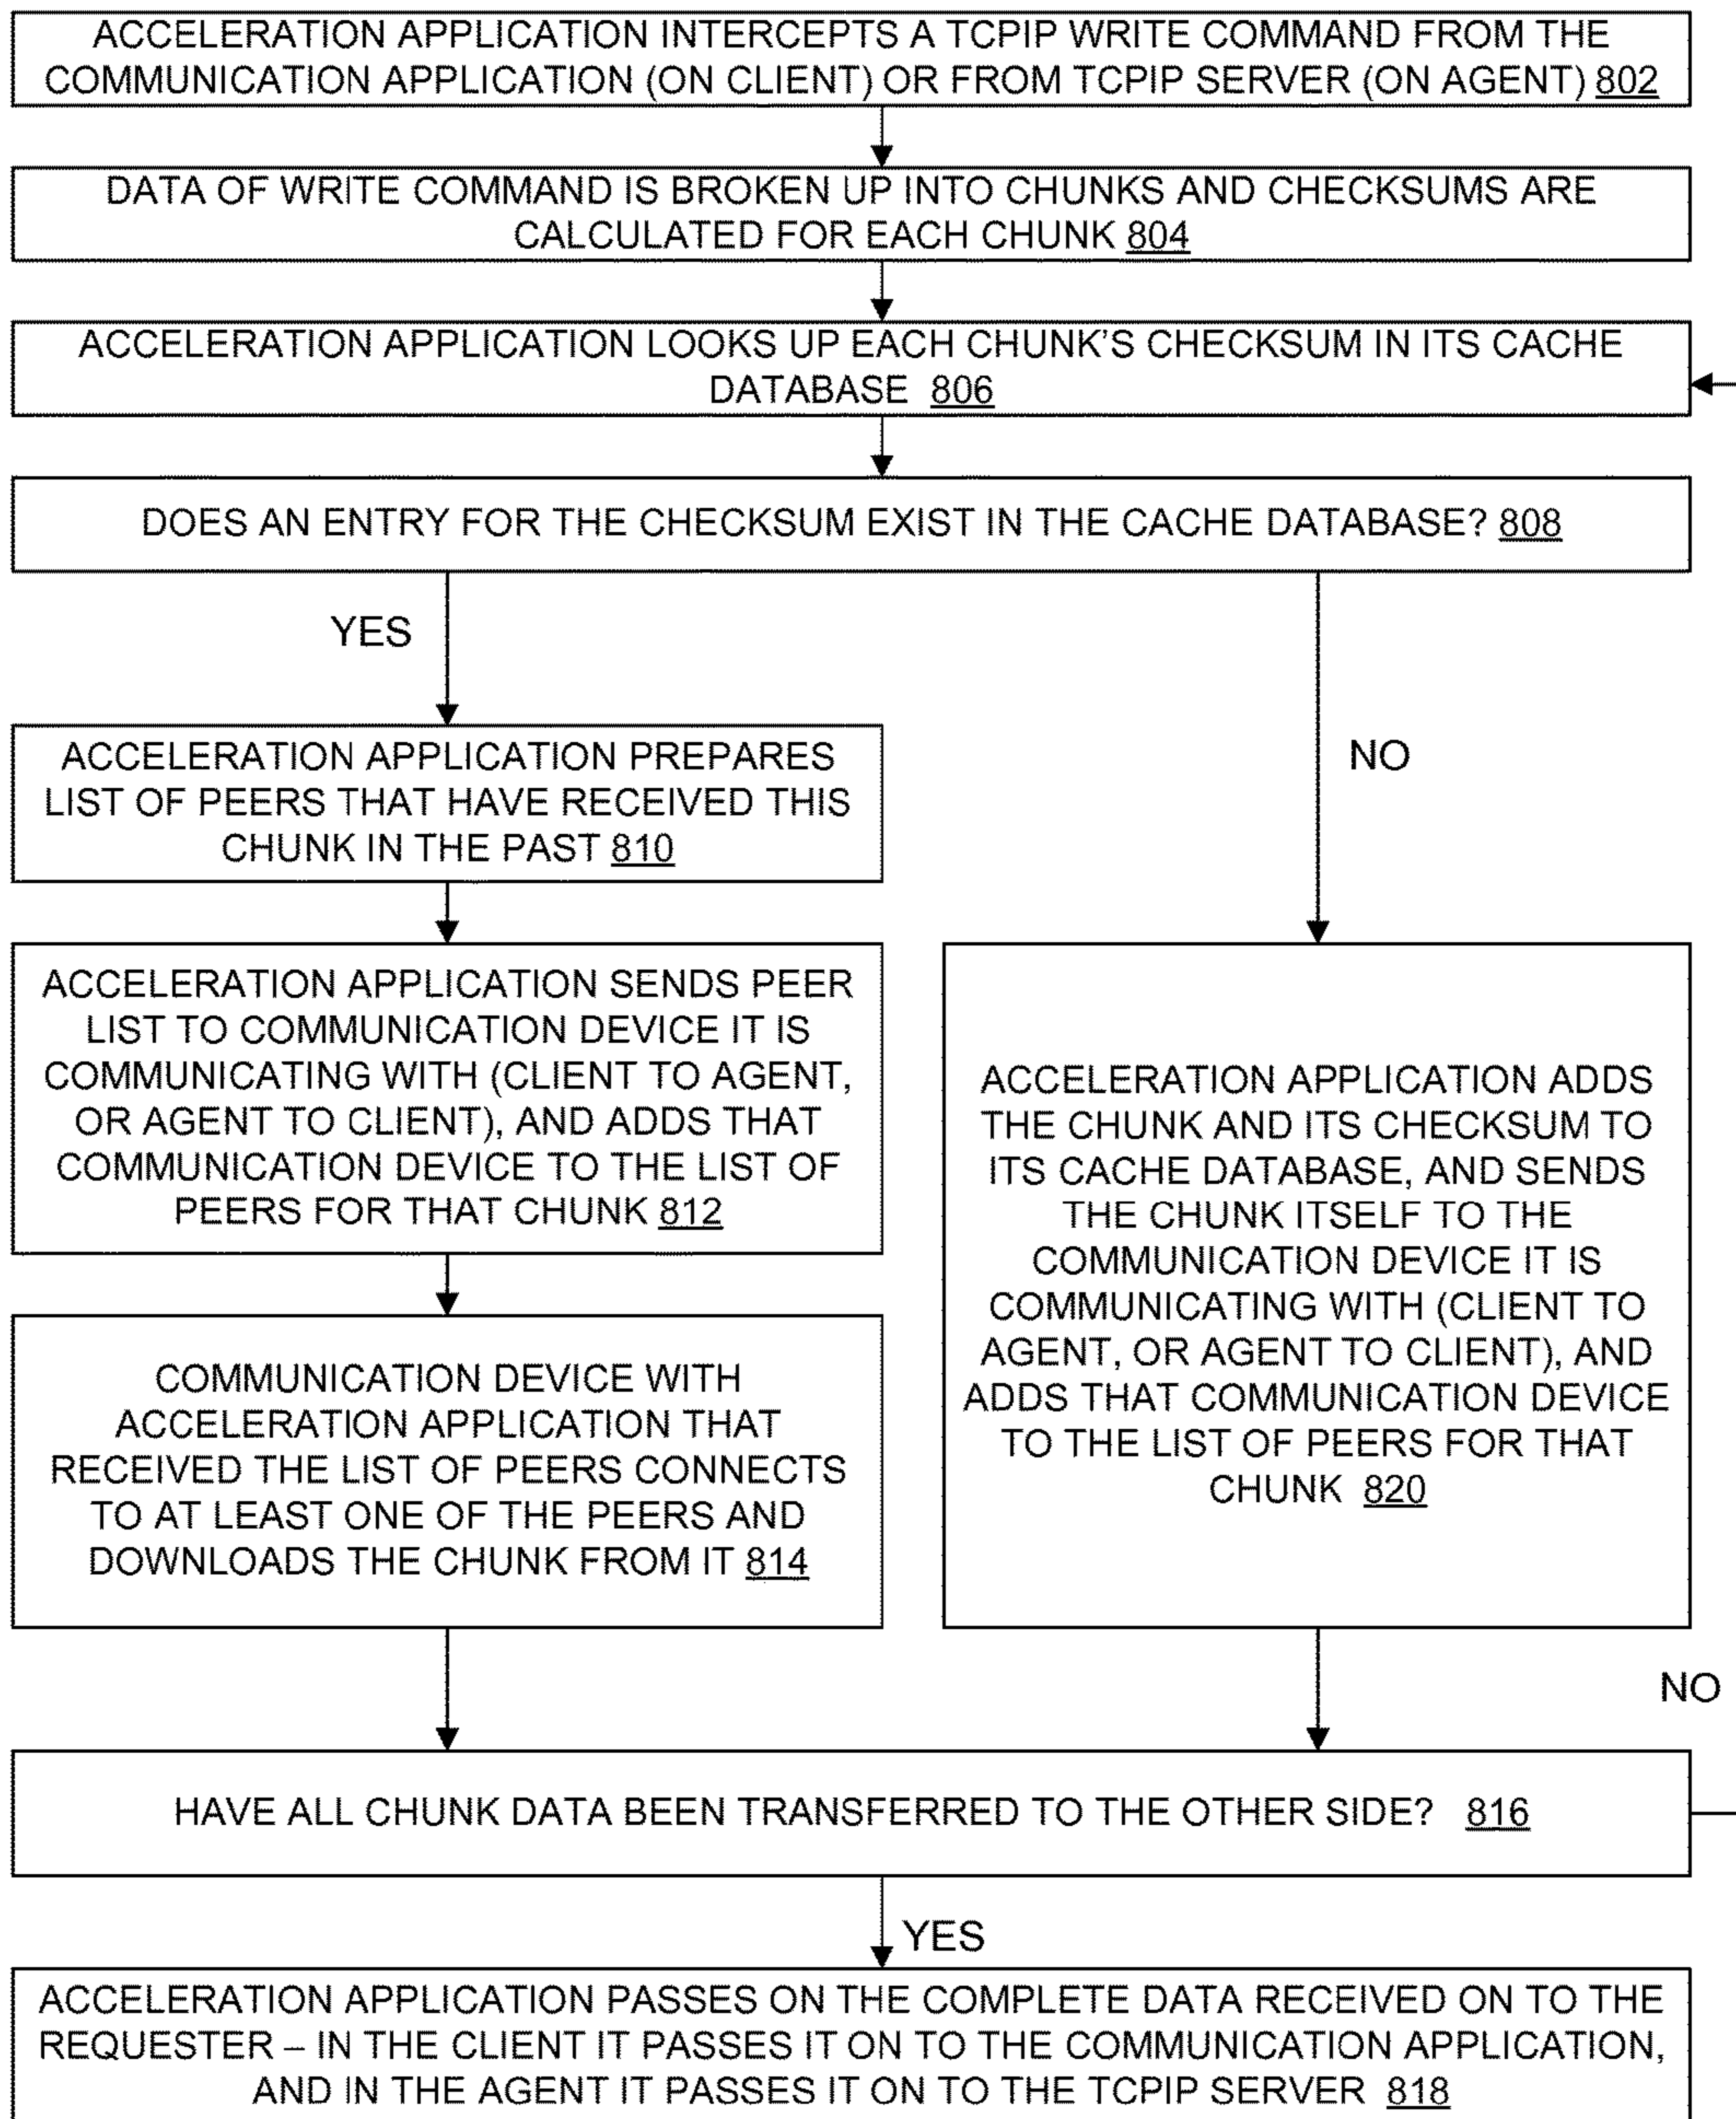 ACCELERATION APPLICATION INTERCEPTS A TCPIP WRITE COMMAND FROM THE
COMMUNICATION APPLICATION (ON CLIENT) OR FROM TCPIP SERVER (ON AGENT) 802
DATA OF WRITE COMMAND IS BROKEN UP INTO CHUNKS AND CHECKSUMS ARE
CALCULATED FOR EACH CHUNK 804
ACCELERATION APPLICATION LOOKS UP EACH CHUNK'S CHECKSUM IN ITS CACHE
DATABASE 806
DOES AN ENTRY FOR THE CHECKSUM EXIST IN THE CACHE DATABASE? 808
YES
NO
ACCELERATION APPLICATION PREPARES
LIST OF PEERS THAT HAVE RECEIVED THIS
CHUNK IN THE PAST 810
ACCELERATION APPLICATION SENDS PEER
LIST TO COMMUNICATION DEVICE IT IS
COMMUNICATING WITH (CLIENT TO AGENT,
OR AGENT TO CLIENT), AND ADDS THAT
COMMUNICATION DEVICE TO THE LIST OF
PEERS FOR THAT CHUNK 812
COMMUNICATION DEVICE WITH
ACCELERATION APPLICATION THAT
RECEIVED THE LIST OF PEERS CONNECTS
TO AT LEAST ONE OF THE PEERS AND
DOWNLOADS THE CHUNK FROM IT 814
ACCELERATION APPLICATION ADDS
THE CHUNK AND ITS CHECKSUM TO
ITS CACHE DATABASE, AND SENDS
THE CHUNK ITSELF TO THE
COMMUNICATION DEVICE IT IS
COMMUNICATING WITH (CLIENT TO
AGENT, OR AGENT TO CLIENT), AND
ADDS THAT COMMUNICATION DEVICE
TO THE LIST OF PEERS FOR THAT
CHUNK 820
NO
HAVE ALL CHUNK DATA BEEN TRANSFERRED TO THE OTHER SIDE? 816
YES
ACCELERATION APPLICATION PASSES ON THE COMPLETE DATA RECEIVED ON TO THE
REQUESTER – IN THE CLIENT IT PASSES IT ON TO THE COMMUNICATION APPLICATION,
AND IN THE AGENT IT PASSES IT ON TO THE TCPIP SERVER 818